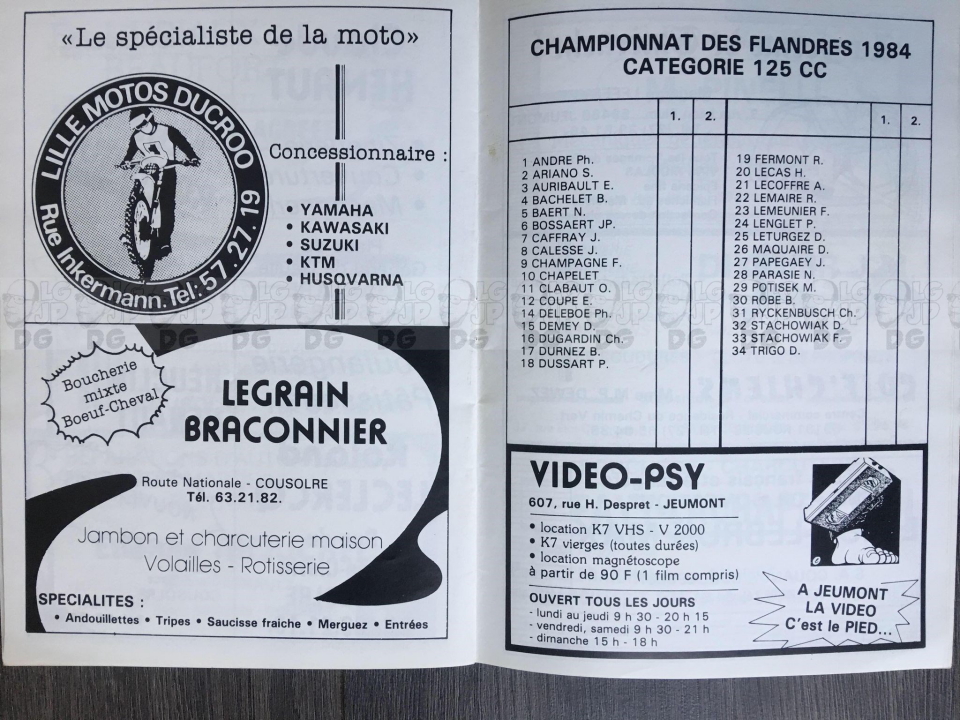 «Le spécialiste de la moto»
LILLE MOTOS DUCROO
Rue Inkermann.Tel: 57.27.19
Concessionnaire :
• YAMAHA
• KAWASAKI
• SUZUKI
• KTM
• HUSQVARNA
Boucherie
mixte
Boeuf-Cheval
LEGRAIN
BRACONNIER
Route Nationale - COUSOLRE
Tél. 63.21.82.
Jambon et charcuterie maison
Volailles - Rotisserie
SPECIALITES :
• Andouillettes • Tripes • Saucisse fraiche • Merguez • Entrées
CHAMPIONNAT DES FLANDRES 1984
CATEGORIE 125 CC
1. 2. 1. 2.
1 ANDRE Ph.
2 ARIANO S.
3 AURIBAULT E.
4 BACHELET B.
5 BAERT N.
6 BOSSAERT JP.
7 CAFFRAY J.
8 CALESSE J.
9 CHAMPAGNE F.
10 CHAPELET
11 CLABAUT O.
12 COUPE E.
14 DELEBOE Ph.
15 DEMEY D.
16 DUGARDIN Ch.
17 DURNEZ B.
18 DUSSART P.
19 FERMONT R.
20 LECAS H.
21 LECOFFRE A.
22 LEMAIRE R.
23 LEMEUNIER F.
24 LENGLET P.
25 LETURGEZ D.
26 MAQUAIRE D.
27 PAPEGAEY J.
28 PARASIE N.
29 POTISEK M.
30 ROBE B.
31 RYCKENBUSCH Ch.
32 STACHOWIAK D.
33 STACHOWIAK F.
34 TRIGO D.
VIDEO-PSY
607, rue H. Despret - JEUMONT
• location K7 VHS - V 2000
• K7 vierges (toutes durées)
• location magnétoscope
à partir de 90 F (1 film compris)
OUVERT TOUS LES JOURS
- lundi au jeudi 9 h 30 - 20 h 15
- vendredi, samedi 9 h 30 - 21 h
- dimanche 15 h - 18 h
A JEUMONT
LA VIDEO
C'est le PIED...